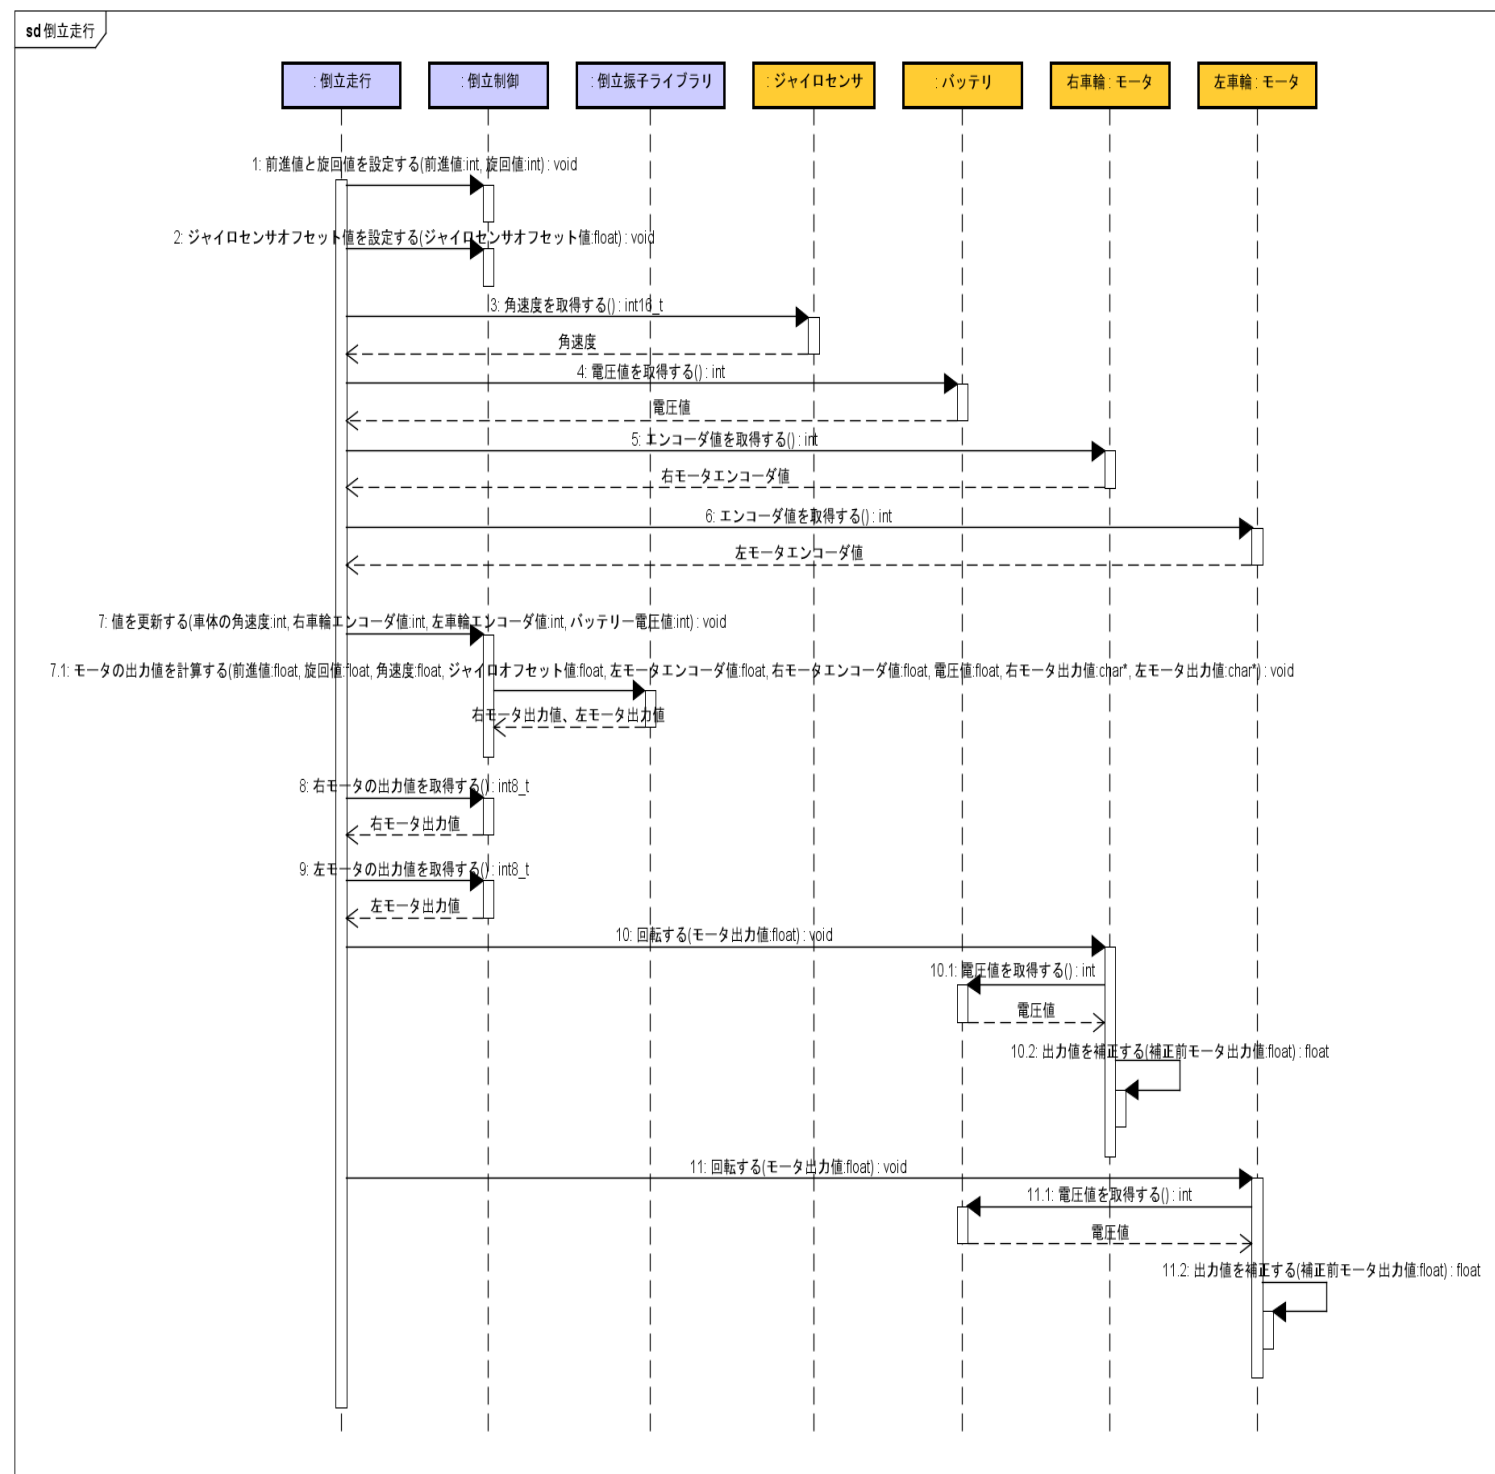 sd 倒立走行
: 倒立走行
: 倒立制御
: 倒立振子ライブラリ
: ジャイロセンサ
: バッテリ
右車輪 : モータ
左車輪 : モータ
1: 前進値と旋回値を設定する(前進値:int, 旋回値:int) : void
2: ジャイロセンサオフセット値を設定する(ジャイロセンサオフセット値:float) : void
3: 角速度を取得する() : int16_t
角速度
4: 電圧値を取得する() : int
電圧値
5: エンコーダ値を取得する() : int
右モータエンコーダ値
6: エンコーダ値を取得する() : int
左モータエンコーダ値
7: 値を更新する(車体の角速度:int, 右車輪エンコーダ値:int, 左車輪エンコーダ値:int, バッテリー電圧値:int) : void
7.1: モータの出力値を計算する(前進値:float, 旋回値:float, 角速度:float, ジャイロオフセット値:float, 左モータエンコーダ値:float, 右モータエンコーダ値:float, 電圧値:float, 右モータ出力値:char*, 左モータ出力値:char*) : void
右モータ出力値、左モータ出力値
8: 右モータの出力値を取得する() : int8_t
右モータ出力値
9: 左モータの出力値を取得する() : int8_t
左モータ出力値
10: 回転する(モータ出力値:float) : void
10.1: 電圧値を取得する() : int
電圧値
10.2: 出力値を補正する(補正前モータ出力値:float) : float
11: 回転する(モータ出力値:float) : void
11.1: 電圧値を取得する() : int
電圧値
11.2: 出力値を補正する(補正前モータ出力値:float) : float